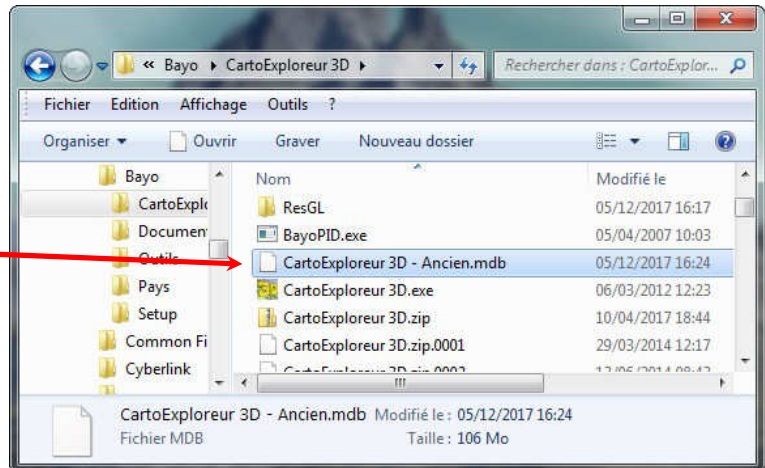 « Bayo ▸ CartoExploreur 3D ▸ Rechercher dans : CartoExplor...
Fichier Edition Affichage Outils ?
Organiser Ouvrir Graver Nouveau dossier
Bayo
CartoExplo
Documen
Outils
Pays
Setup
Common Fi
Cyberlink
Nom Modifié le
ResGL 05/12/2017 16:17
BayoPID.exe 05/04/2007 10:03
CartoExploreur 3D - Ancien.mdb 05/12/2017 16:24
CartoExploreur 3D.exe 06/03/2012 12:23
CartoExploreur 3D.zip 10/04/2017 18:44
CartoExploreur 3D.zip.0001 29/03/2014 12:17
CartoExploreur 3D - Ancien.mdb Modifié le : 05/12/2017 16:24
Fichier MDB Taille : 106 Mo